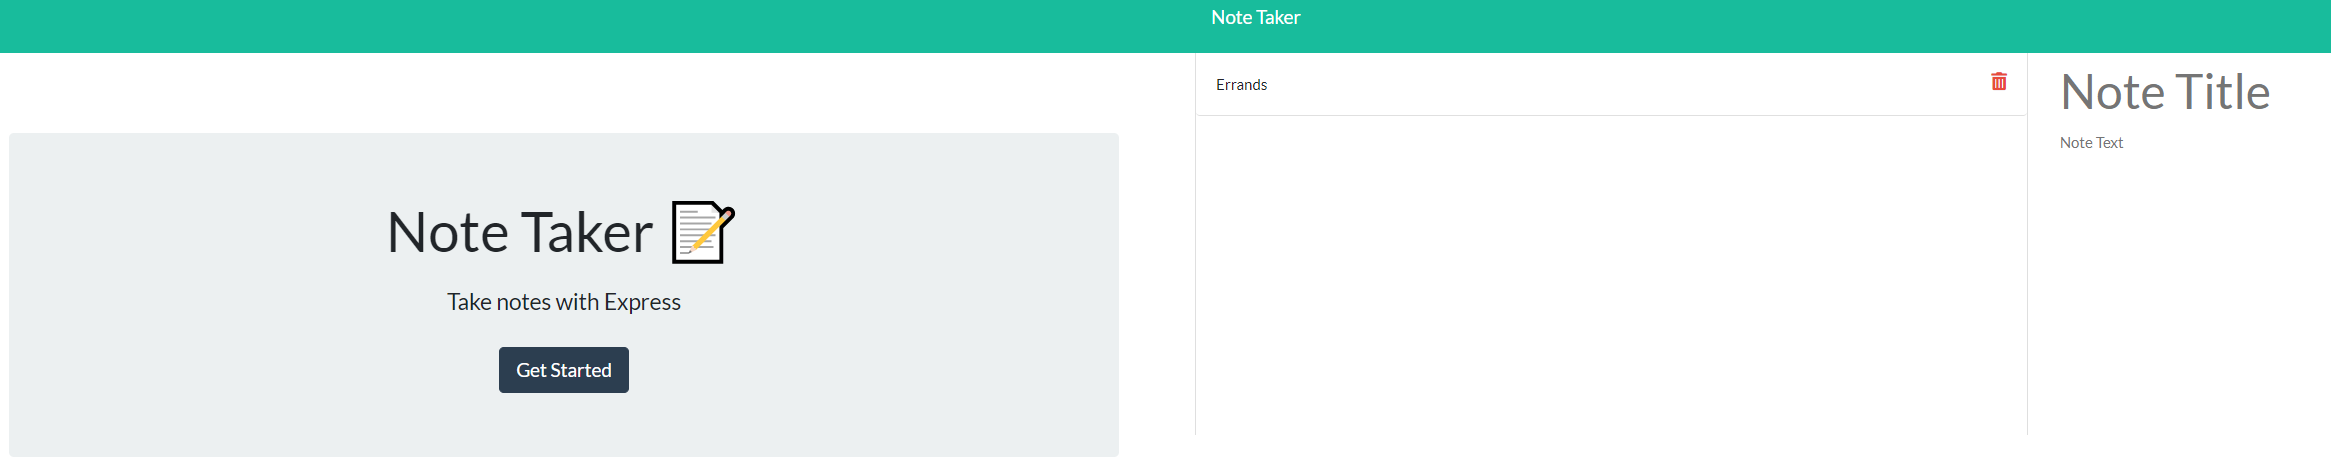 Note Taker
Take notes with Express
Get Started
Note Taker
Errands
Note Title
Note Text